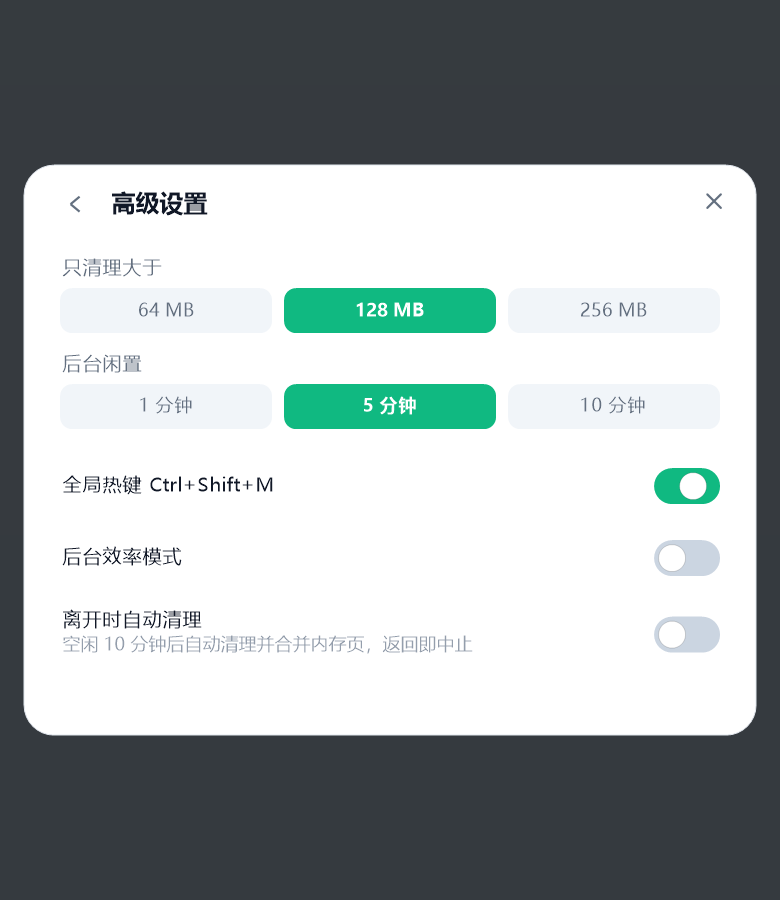 高级设置
只清理大于
64 MB
128 MB
256 MB
后台闲置
1 分钟
5 分钟
10 分钟
全局热键 Ctrl+Shift+M
后台效率模式
离开时自动清理
空闲 10 分钟后自动清理并合并内存页，返回即中止